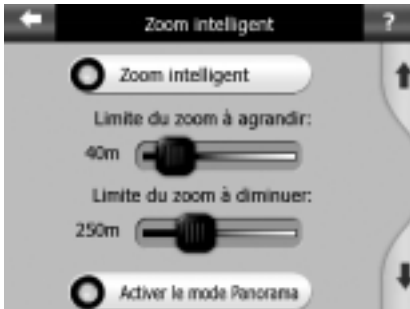 Zoom intelligent ?
Zoom intelligent
Limite du zoom à agrandir:
40m
Limite du zoom à diminuer:
250m
Activer le mode Panorama